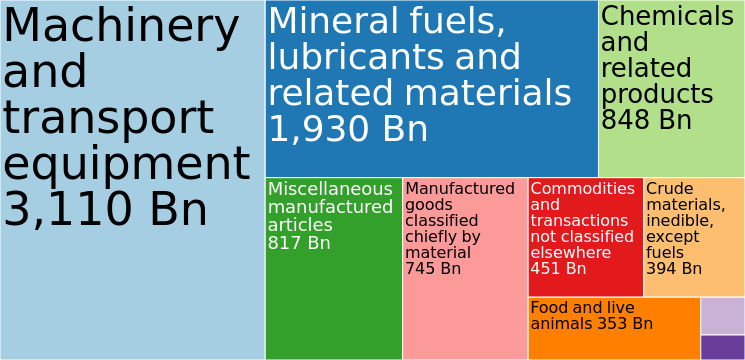 Machinery
and
transport
equipment
3,110 Bn
Mineral fuels,
lubricants and
related materials
1,930 Bn
Chemicals
and
related
products
848 Bn
Miscellaneous
manufactured
articles
817 Bn
Manufactured
goods
classified
chiefly by
material
745 Bn
Commodities
and
transactions
not classified
elsewhere
451 Bn
Crude
materials,
inedible,
except
fuels
394 Bn
Food and live
animals 353 Bn